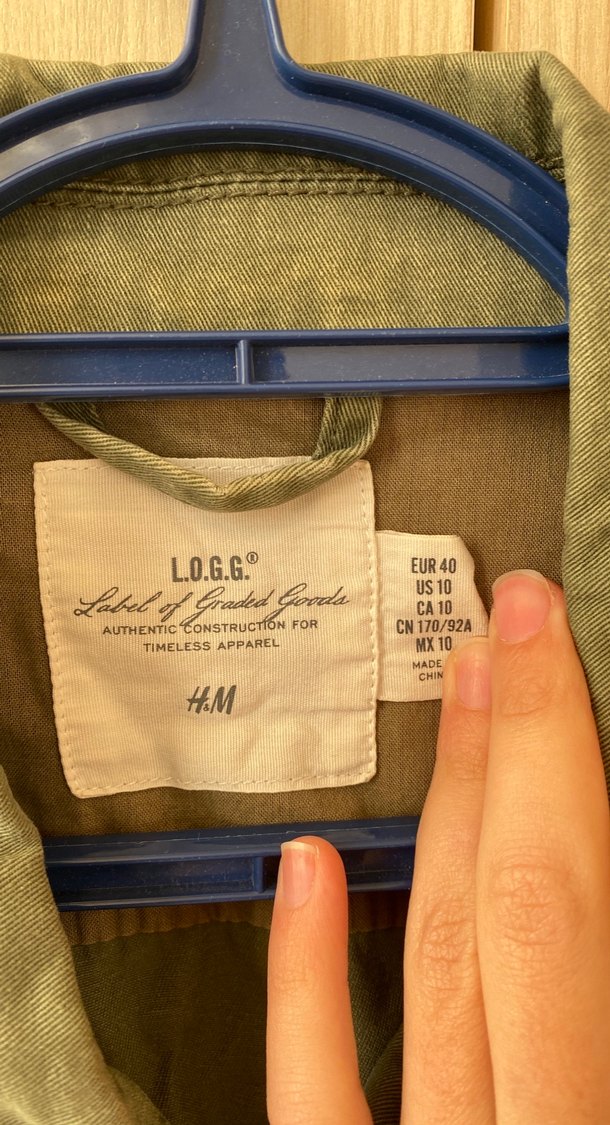 L.O.G.G.®
Label of Graded Goods
AUTHENTIC CONSTRUCTION FOR
TIMELESS APPAREL
H&M
EUR 40
US 10
CA 10
CN 170/92A
MX 10
MADE